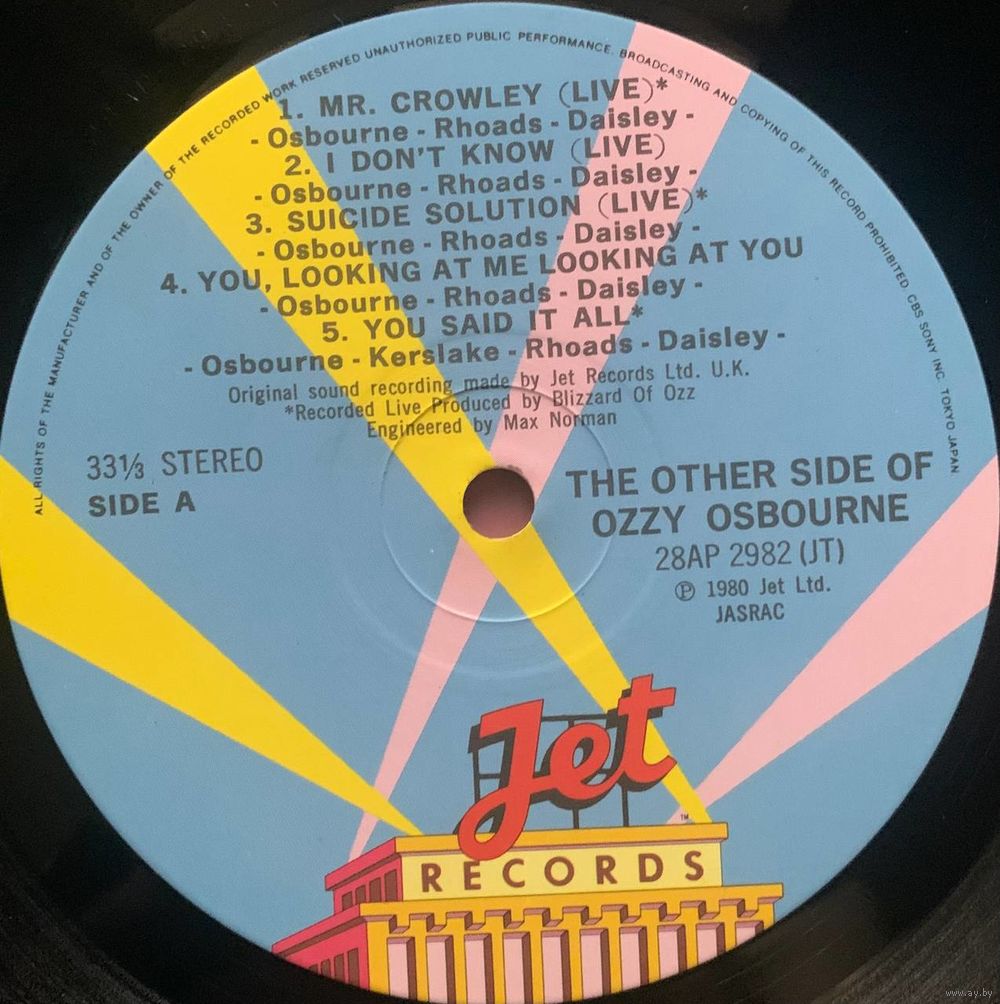 ALL RIGHTS OF THE MANUFACTURER AND OF THE OWNER OF THE RECORDED WORK RESERVED UNAUTHORIZED PUBLIC PERFORMANCE. BROADCASTING AND COPYING OF THIS RECORD PROHIBITED. CBS SONY INC. TOKYO JAPAN
1. MR. CROWLEY (LIVE)*
- Osbourne - Rhoads - Daisley -
2. I DON'T KNOW (LIVE)
- Osbourne - Rhoads - Daisley -
3. SUICIDE SOLUTION (LIVE)*
- Osbourne - Rhoads - Daisley -
4. YOU, LOOKING AT ME LOOKING AT YOU
- Osbourne - Rhoads - Daisley -
5. YOU SAID IT ALL*
- Osbourne - Kerslake - Rhoads - Daisley -
Original sound recording made by Jet Records Ltd. U.K.
*Recorded Live Produced by Blizzard Of Ozz
Engineered by Max Norman
33⅓ STEREO
SIDE A
THE OTHER SIDE OF
OZZY OSBOURNE
28AP 2982 (JT)
℗ 1980 Jet Ltd.
JASRAC
Jet
TM
RECORDS
www.ay.by